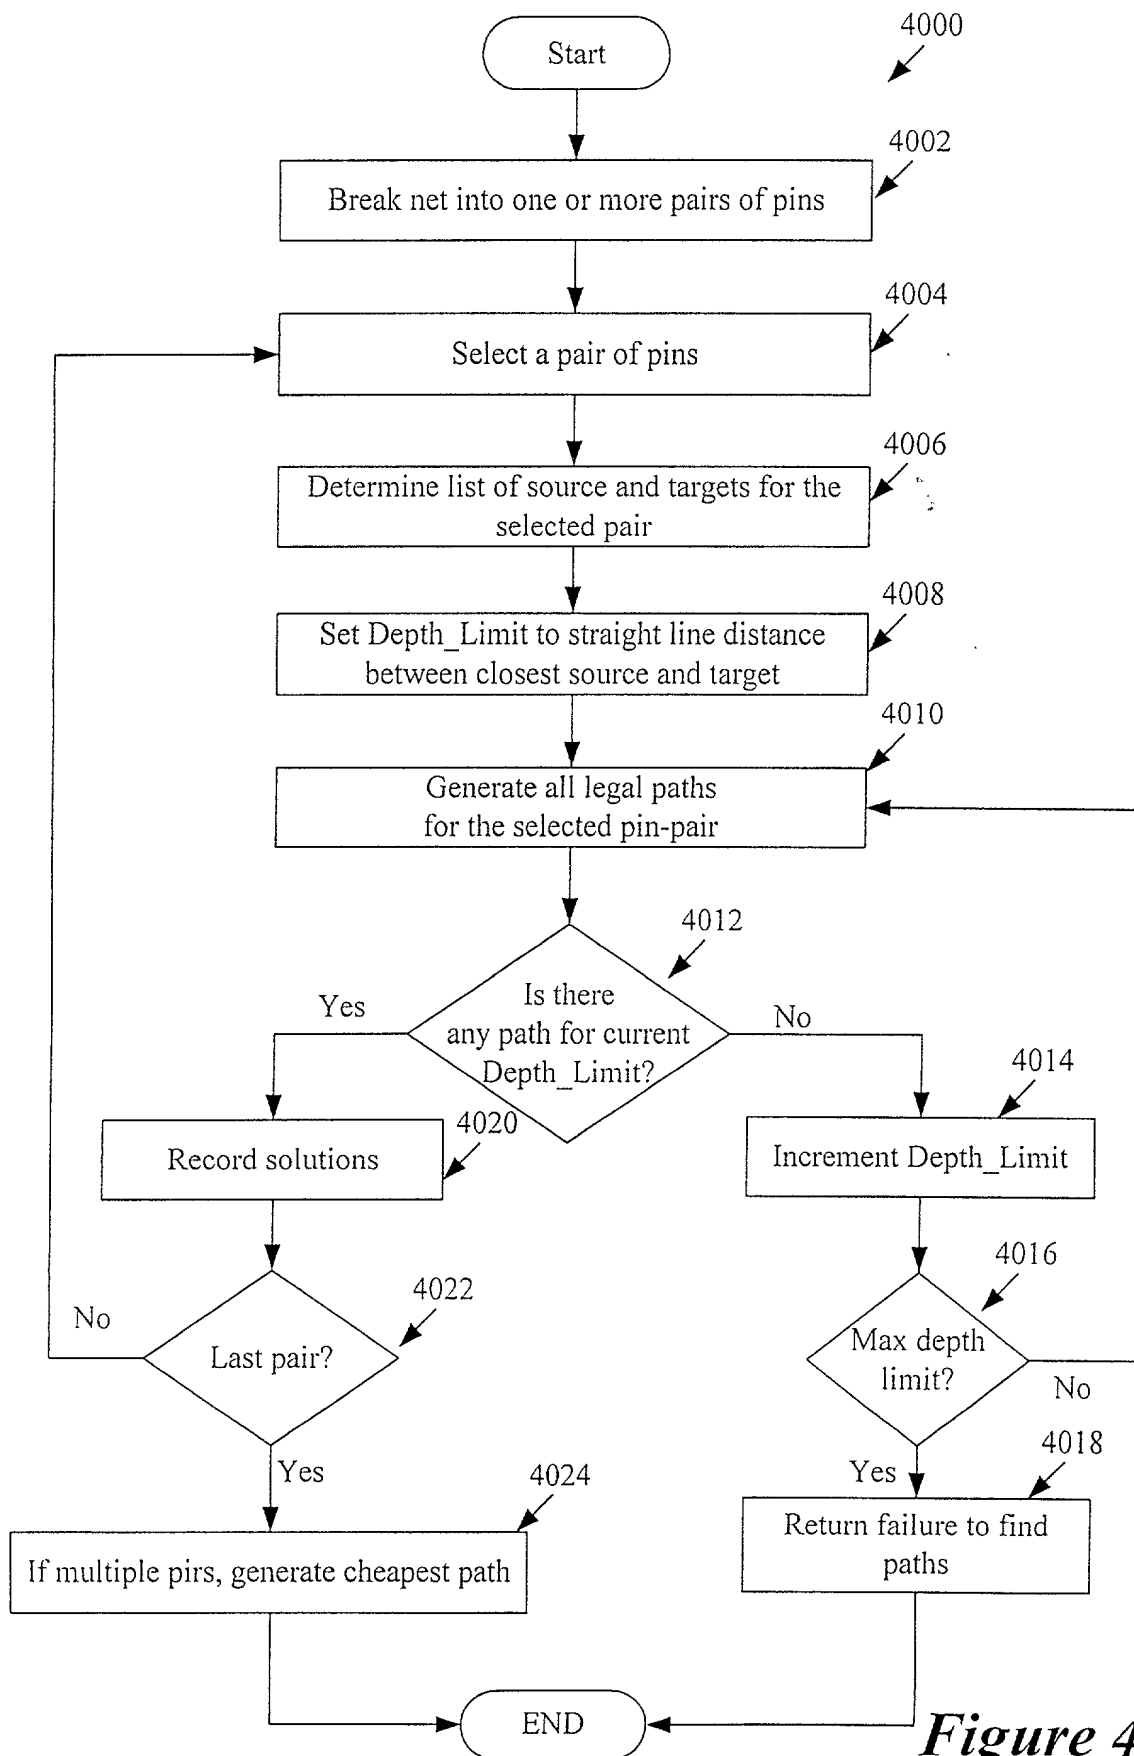 Start
4000
4002
Break net into one or more pairs of pins
4004
Select a pair of pins
4006
Determine list of source and targets for the
selected pair
4008
Set Depth_Limit to straight line distance
between closest source and target
4010
Generate all legal paths
for the selected pin-pair
4012
Is there
any path for current
Depth_Limit?
Yes
No
4020
Record solutions
4014
Increment Depth_Limit
4022
Last pair?
No
4016
Max depth
limit?
No
Yes
4024
If multiple pirs, generate cheapest path
Yes
4018
Return failure to find
paths
END
Figure 4